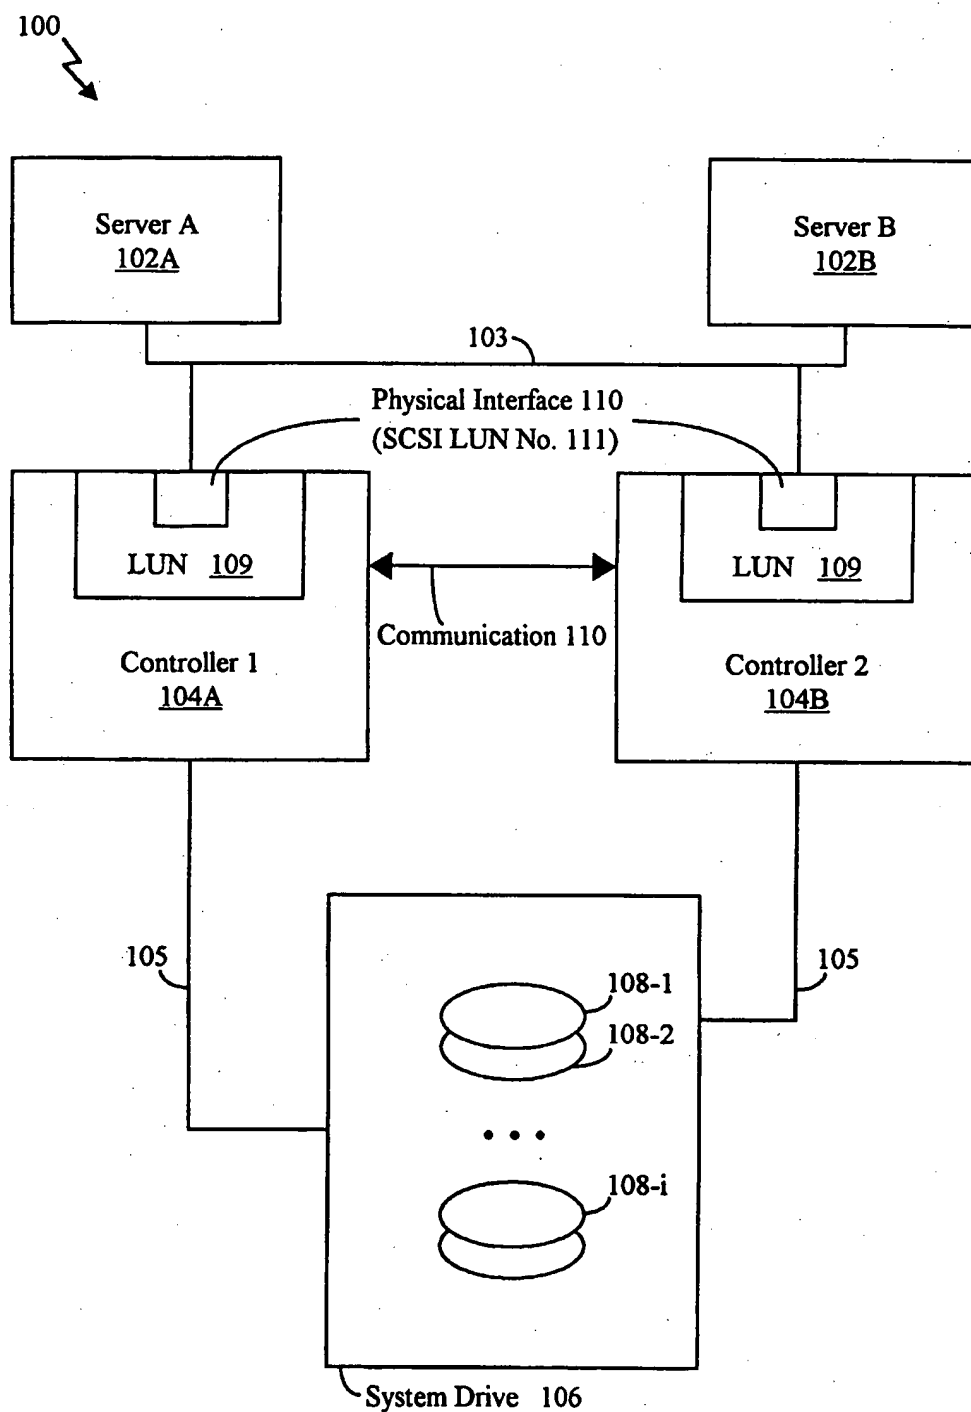 100
Server A
102A
Server B
102B
103
Physical Interface 110
(SCSI LUN No. 111)
LUN 109
LUN 109
Communication 110
Controller 1
104A
Controller 2
104B
105
105
108-1
108-2
108-i
System Drive 106